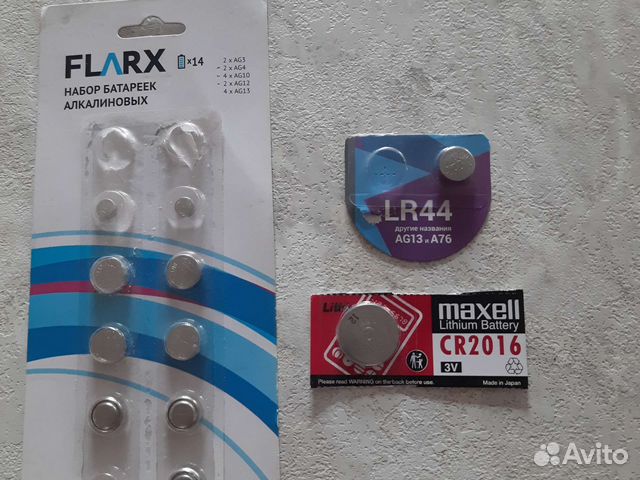 FLARX
×14
НАБОР БАТАРЕЕК
АЛКАЛИНОВЫХ
2 x AG3
2 x AG4
4 x AG10
2 x AG12
4 x AG13
LR44
другие названия
AG13 и A76
maxell
Lithium Battery
CR2016
3V
Please read WARNING on the back before use.
Made in Japan
Avito